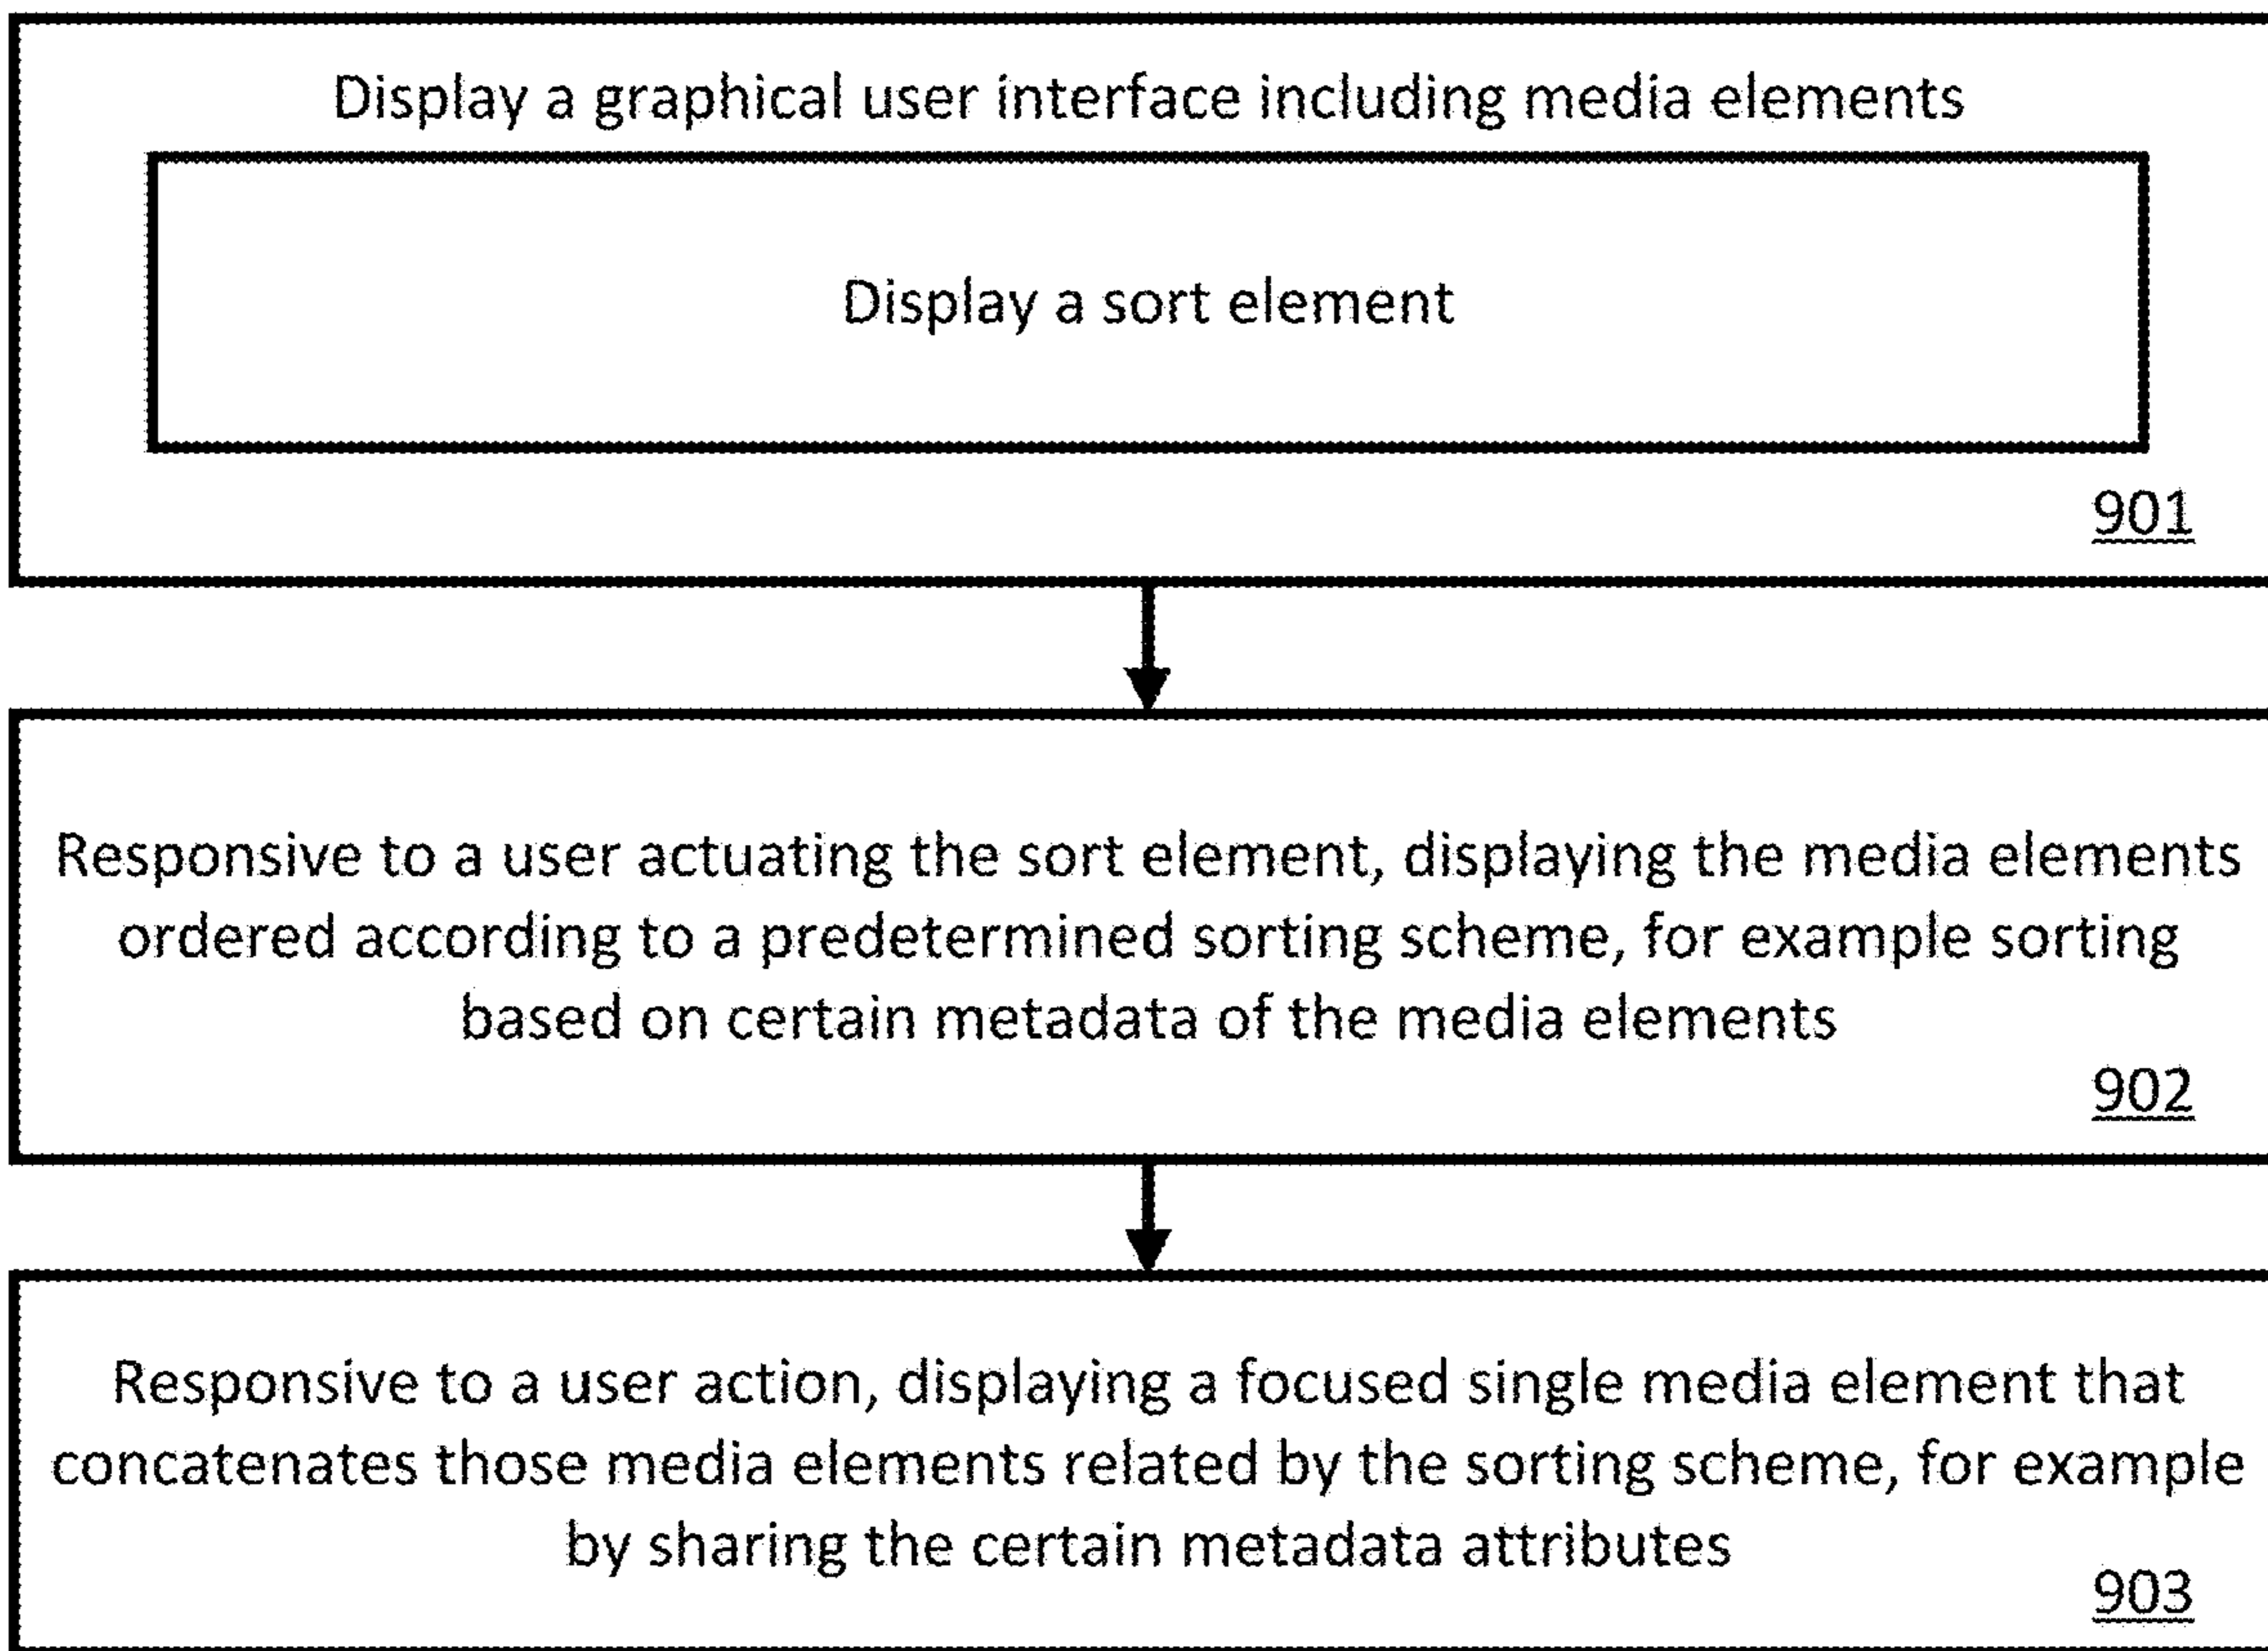 Display a graphical user interface including media elements
Display a sort element
901
Responsive to a user actuating the sort element, displaying the media elements
ordered according to a predetermined sorting scheme, for example sorting
based on certain metadata of the media elements
902
Responsive to a user action, displaying a focused single media element that
concatenates those media elements related by the sorting scheme, for example
by sharing the certain metadata attributes
903